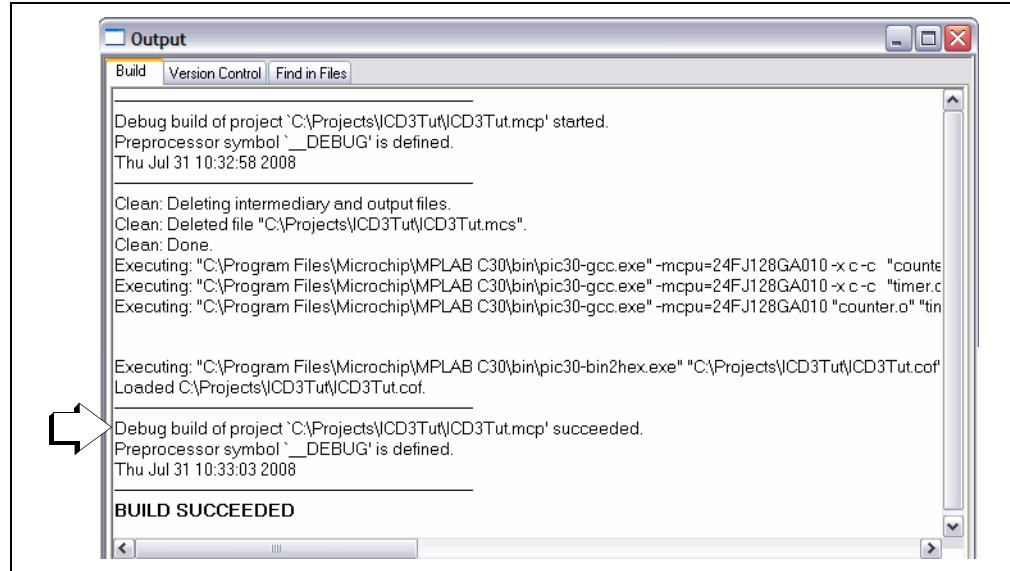 Output
Build Version Control Find in Files
Debug build of project `C:\Projects\ICD3Tut\ICD3Tut.mcp' started.
Preprocessor symbol `__DEBUG' is defined.
Thu Jul 31 10:32:58 2008
Clean: Deleting intermediary and output files.
Clean: Deleted file "C:\Projects\ICD3Tut\ICD3Tut.mcs".
Clean: Done.
Executing: "C:\Program Files\Microchip\MPLAB C30\bin\pic30-gcc.exe" -mcpu=24FJ128GA010 -x c -c "counte
Executing: "C:\Program Files\Microchip\MPLAB C30\bin\pic30-gcc.exe" -mcpu=24FJ128GA010 -x c -c "timer.c
Executing: "C:\Program Files\Microchip\MPLAB C30\bin\pic30-gcc.exe" -mcpu=24FJ128GA010 "counter.o" "tin
Executing: "C:\Program Files\Microchip\MPLAB C30\bin\pic30-bin2hex.exe" "C:\Projects\ICD3Tut\ICD3Tut.cof"
Loaded C:\Projects\ICD3Tut\ICD3Tut.cof.
Debug build of project `C:\Projects\ICD3Tut\ICD3Tut.mcp' succeeded.
Preprocessor symbol `__DEBUG' is defined.
Thu Jul 31 10:33:03 2008
BUILD SUCCEEDED